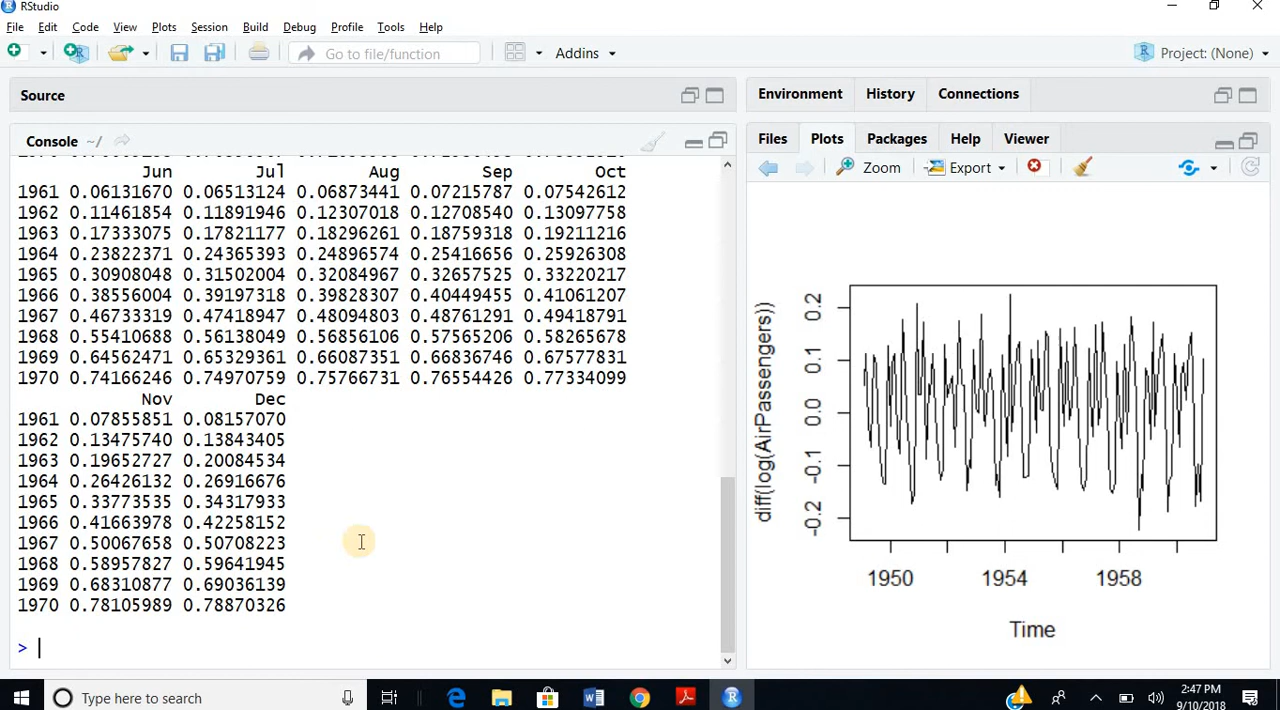 RStudio
File Edit Code View Plots Session Build Debug Profile Tools Help
Go to file/function Addins Project: (None)
Source
Environment History Connections
Console ~/
Files Plots Packages Help Viewer
Zoom Export
Jun Jul Aug Sep Oct
1961 0.06131670 0.06513124 0.06873441 0.07215787 0.07542612
1962 0.11461854 0.11891946 0.12307018 0.12708540 0.13097758
1963 0.17333075 0.17821177 0.18296261 0.18759318 0.19211216
1964 0.23822371 0.24365393 0.24896574 0.25416656 0.25926308
1965 0.30908048 0.31502004 0.32084967 0.32657525 0.33220217
1966 0.38556004 0.39197318 0.39828307 0.40449455 0.41061207
1967 0.46733319 0.47418947 0.48094803 0.48761291 0.49418791
1968 0.55410688 0.56138049 0.56856106 0.57565206 0.58265678
1969 0.64562471 0.65329361 0.66087351 0.66836746 0.67577831
1970 0.74166246 0.74970759 0.75766731 0.76554426 0.77334099
Nov Dec
1961 0.07855851 0.08157070
1962 0.13475740 0.13843405
1963 0.19652727 0.20084534
1964 0.26426132 0.26916676
1965 0.33773535 0.34317933
1966 0.41663978 0.42258152
1967 0.50067658 0.50708223
1968 0.58957827 0.59641945
1969 0.68310877 0.69036139
1970 0.78105989 0.78870326
>
diff(log(AirPassengers))
0.2
0.1
0.0
-0.1
-0.2
1950 1954 1958
Time
Type here to search
2:47 PM
9/10/2018